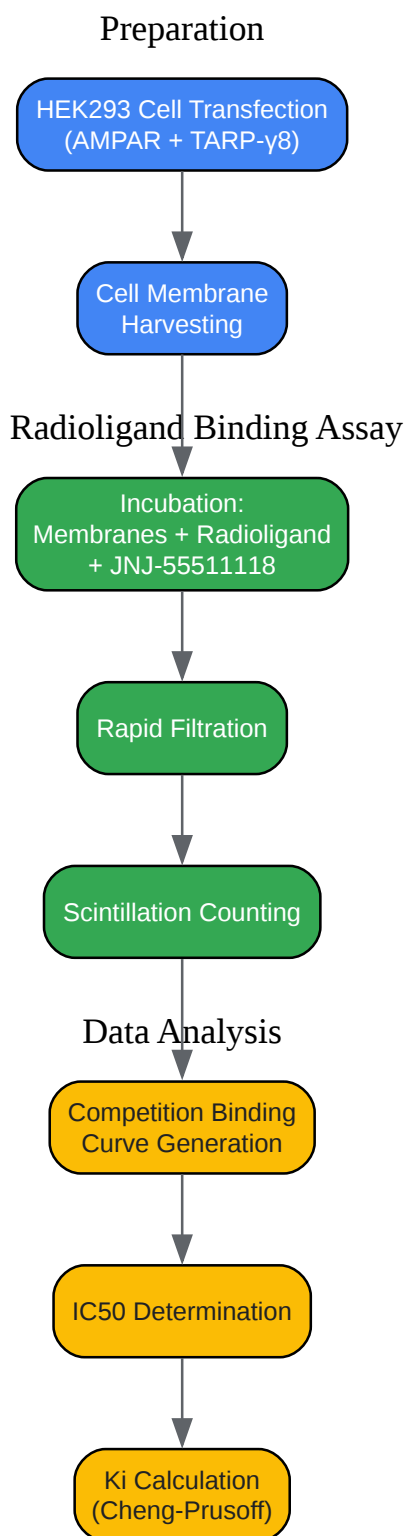 Preparation
HEK293 Cell Transfection
(AMPAR + TARP-γ8)
Cell Membrane
Harvesting
Radioligand Binding Assay
Incubation:
Membranes + Radioligand
+ JNJ-55511118
Rapid Filtration
Scintillation Counting
Data Analysis
Competition Binding
Curve Generation
IC50 Determination
Ki Calculation
(Cheng-Prusoff)